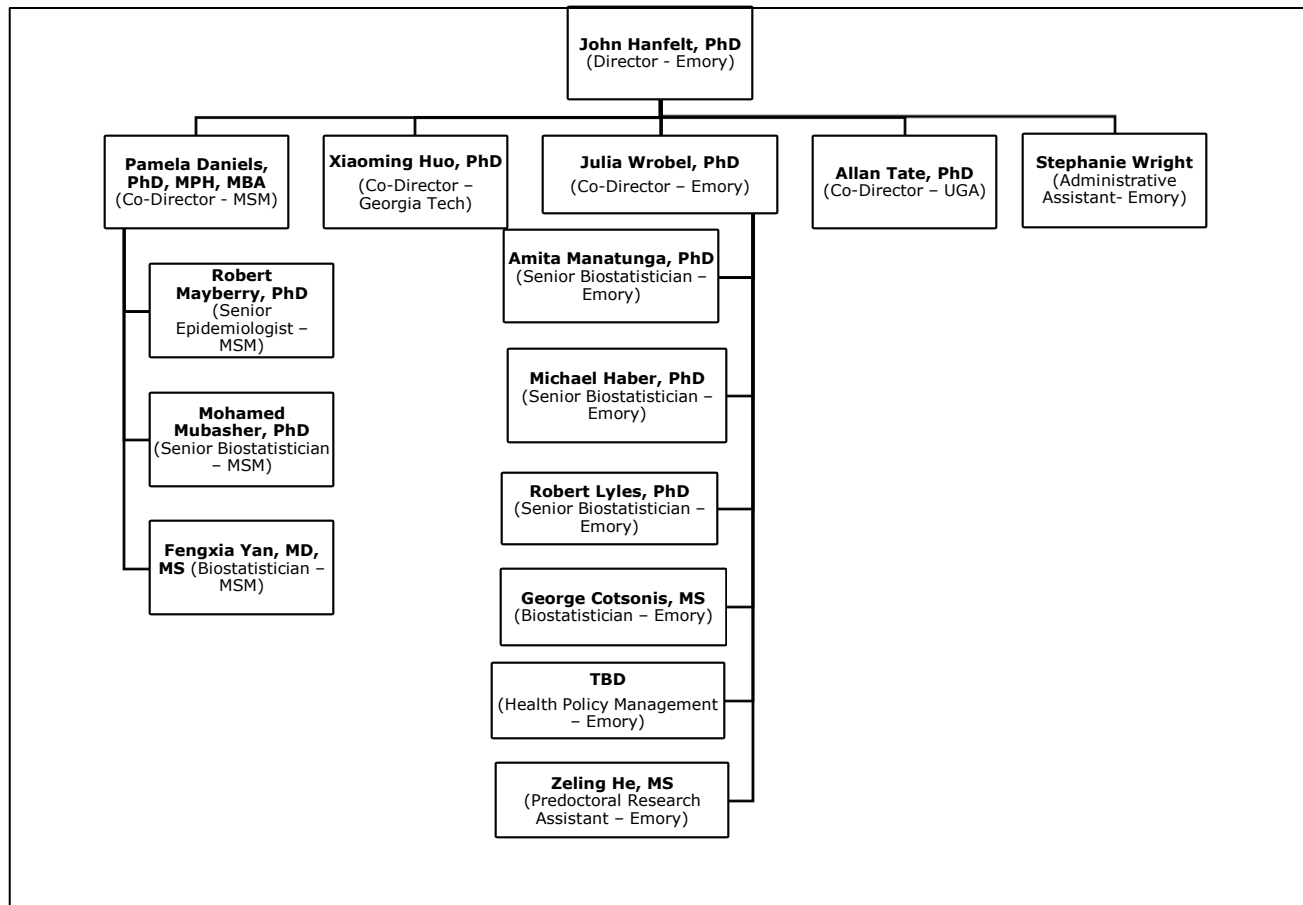 John Hanfelt, PhD
(Director - Emory)
Pamela Daniels,
PhD, MPH, MBA
(Co-Director - MSM)
Xiaoming Huo, PhD
(Co-Director –
Georgia Tech)
Julia Wrobel, PhD
(Co-Director – Emory)
Allan Tate, PhD
(Co-Director – UGA)
Stephanie Wright
(Administrative
Assistant- Emory)
Robert
Mayberry, PhD
(Senior
Epidemiologist –
MSM)
Mohamed
Mubasher, PhD
(Senior Biostatistician
– MSM)
Fengxia Yan, MD,
MS (Biostatistician –
MSM)
Amita Manatunga, PhD
(Senior Biostatistician –
Emory)
Michael Haber, PhD
(Senior Biostatistician –
Emory)
Robert Lyles, PhD
(Senior Biostatistician –
Emory)
George Cotsonis, MS
(Biostatistician – Emory)
TBD
(Health Policy Management
– Emory)
Zeling He, MS
(Predoctoral Research
Assistant – Emory)